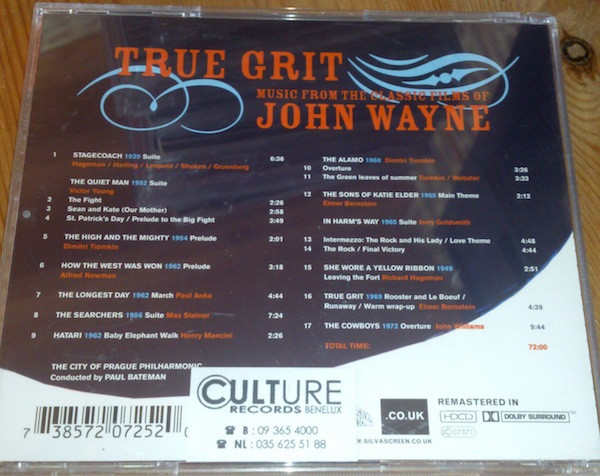 TRUE GRIT
MUSIC FROM THE CLASSIC FILMS OF
JOHN WAYNE
1 STAGECOACH 1939 Suite 6:36
Hageman / Harling / Leopold / Shuken / Gruenberg
THE QUIET MAN 1952 Suite
Victor Young
2 The Fight 2:26
3 Sean and Kate (Our Mother) 2:58
4 St. Patrick's Day / Prelude to the Big Fight 3:49
5 THE HIGH AND THE MIGHTY 1954 Prelude 2:01
Dimitri Tiomkin
6 HOW THE WEST WAS WON 1962 Prelude 3:18
Alfred Newman
7 THE LONGEST DAY 1962 March Paul Anka 4:44
8 THE SEARCHERS 1956 Suite Max Steiner 7:24
9 HATARI 1962 Baby Elephant Walk Henry Mancini 2:26
THE CITY OF PRAGUE PHILHARMONIC
Conducted by PAUL BATEMAN
THE ALAMO 1960 Dimitri Tiomkin
10 Overture 3:26
11 The Green leaves of summer Tiomkin / Webster 3:33
12 THE SONS OF KATIE ELDER 1965 Main Theme 2:12
Elmer Bernstein
IN HARM'S WAY 1965 Suite Jerry Goldsmith
13 Intermezzo: The Rock and His Lady / Love Theme 4:48
14 The Rock / Final Victory 4:44
15 SHE WORE A YELLOW RIBBON 1949 2:51
Leaving the Fort Richard Hageman
16 TRUE GRIT 1969 Rooster and Le Boeuf /
Runaway / Warm wrap-up Elmer Bernstein 4:39
17 THE COWBOYS 1972 Overture John Williams 9:44
TOTAL TIME: 72:00
7 38572 07252 0
CULTURE
RECORDS BENELUX
☎ B : 09 365 4000
☎ NL : 035 625 51 88
.CO.UK
W.SILVASCREEN.CO.UK
REMASTERED IN
HDCD DOLBY SURROUND